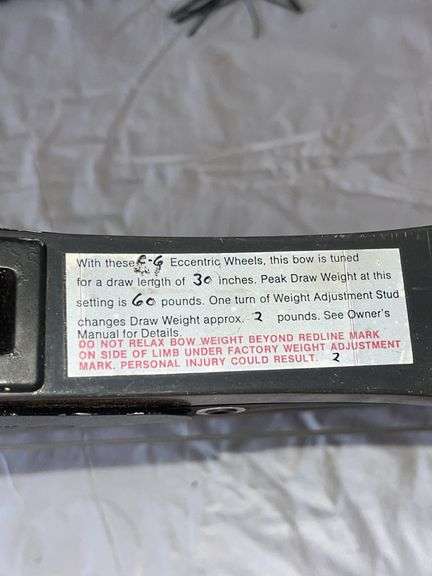 With these E-6 Eccentric Wheels, this bow is tuned
for a draw length of 30 inches. Peak Draw Weight at this
setting is 60 pounds. One turn of Weight Adjustment Stud
changes Draw Weight approx. 2 pounds. See Owner's
Manual for Details.
DO NOT RELAX BOW WEIGHT BEYOND REDLINE MARK
ON SIDE OF LIMB UNDER FACTORY WEIGHT ADJUSTMENT
MARK. PERSONAL INJURY COULD RESULT. 2